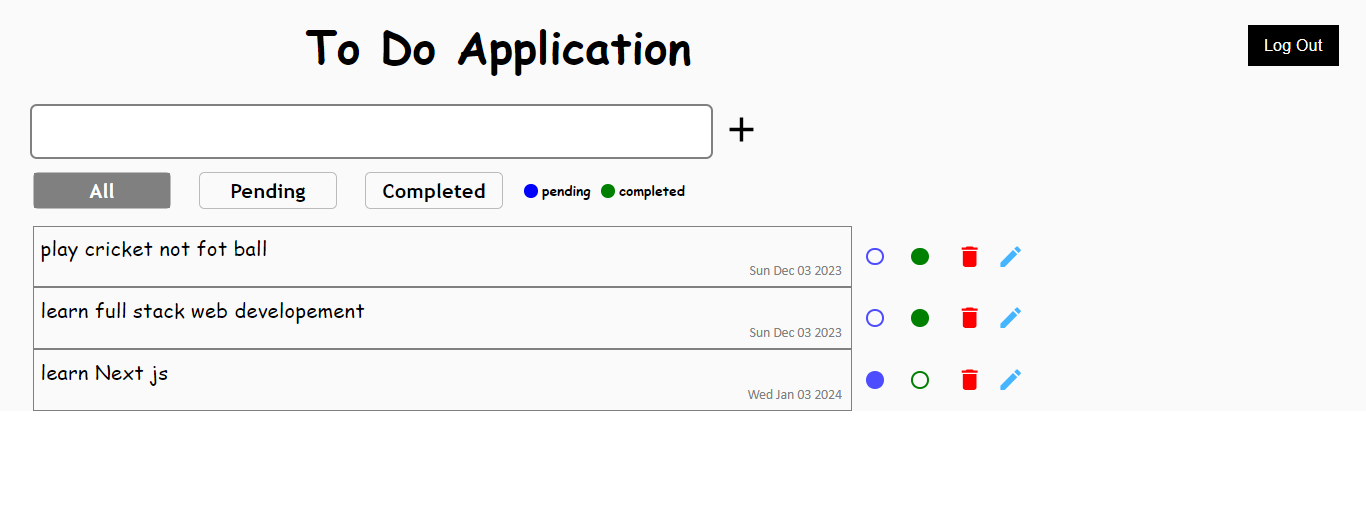 To Do Application
Log Out
All
Pending
Completed
pending
completed
play cricket not fot ball
Sun Dec 03 2023
learn full stack web developement
Sun Dec 03 2023
learn Next js
Wed Jan 03 2024